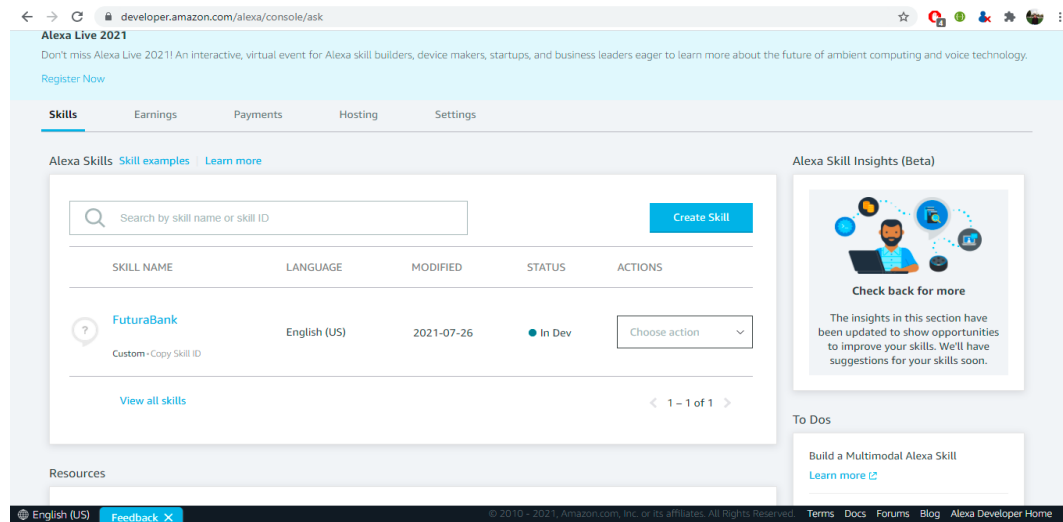 developer.amazon.com/alexa/console/ask
4
Alexa Live 2021
Don't miss Alexa Live 2021! An interactive, virtual event for Alexa skill builders, device makers, startups, and business leaders eager to learn more about the future of ambient computing and voice technology.
Register Now
Skills Earnings Payments Hosting Settings
Alexa Skills Skill examples Learn more
Search by skill name or skill ID
Create Skill
SKILL NAME LANGUAGE MODIFIED STATUS ACTIONS
?
FuturaBank
English (US) 2021-07-26 In Dev Choose action
Custom · Copy Skill ID
View all skills
1 – 1 of 1
Resources
Alexa Skill Insights (Beta)
Check back for more
The insights in this section have
been updated to show opportunities
to improve your skills. We'll have
suggestions for your skills soon.
To Dos
Build a Multimodal Alexa Skill
Learn more
English (US) Feedback X © 2010 - 2021, Amazon.com, Inc. or its affiliates. All Rights Reserved. Terms Docs Forums Blog Alexa Developer Home